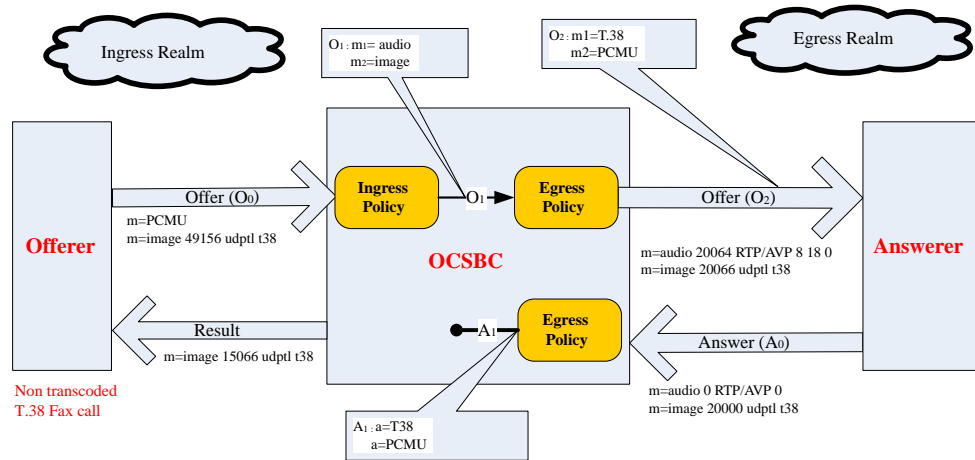 Ingress Realm
O1 : m1= audio
m2=image
O2 : m1=T.38
m2=PCMU
Egress Realm
Offerer
Offer (O0)
m=PCMU
m=image 49156 udptl t38
Ingress
Policy
O1
Egress
Policy
OCSBC
Offer (O2)
m=audio 20064 RTP/AVP 8 18 0
m=image 20066 udptl t38
Answerer
Result
m=image 15066 udptl t38
A1
Egress
Policy
Answer (A0)
m=audio 0 RTP/AVP 0
m=image 20000 udptl t38
Non transcoded
T.38 Fax call
A1 : a=T38
a=PCMU